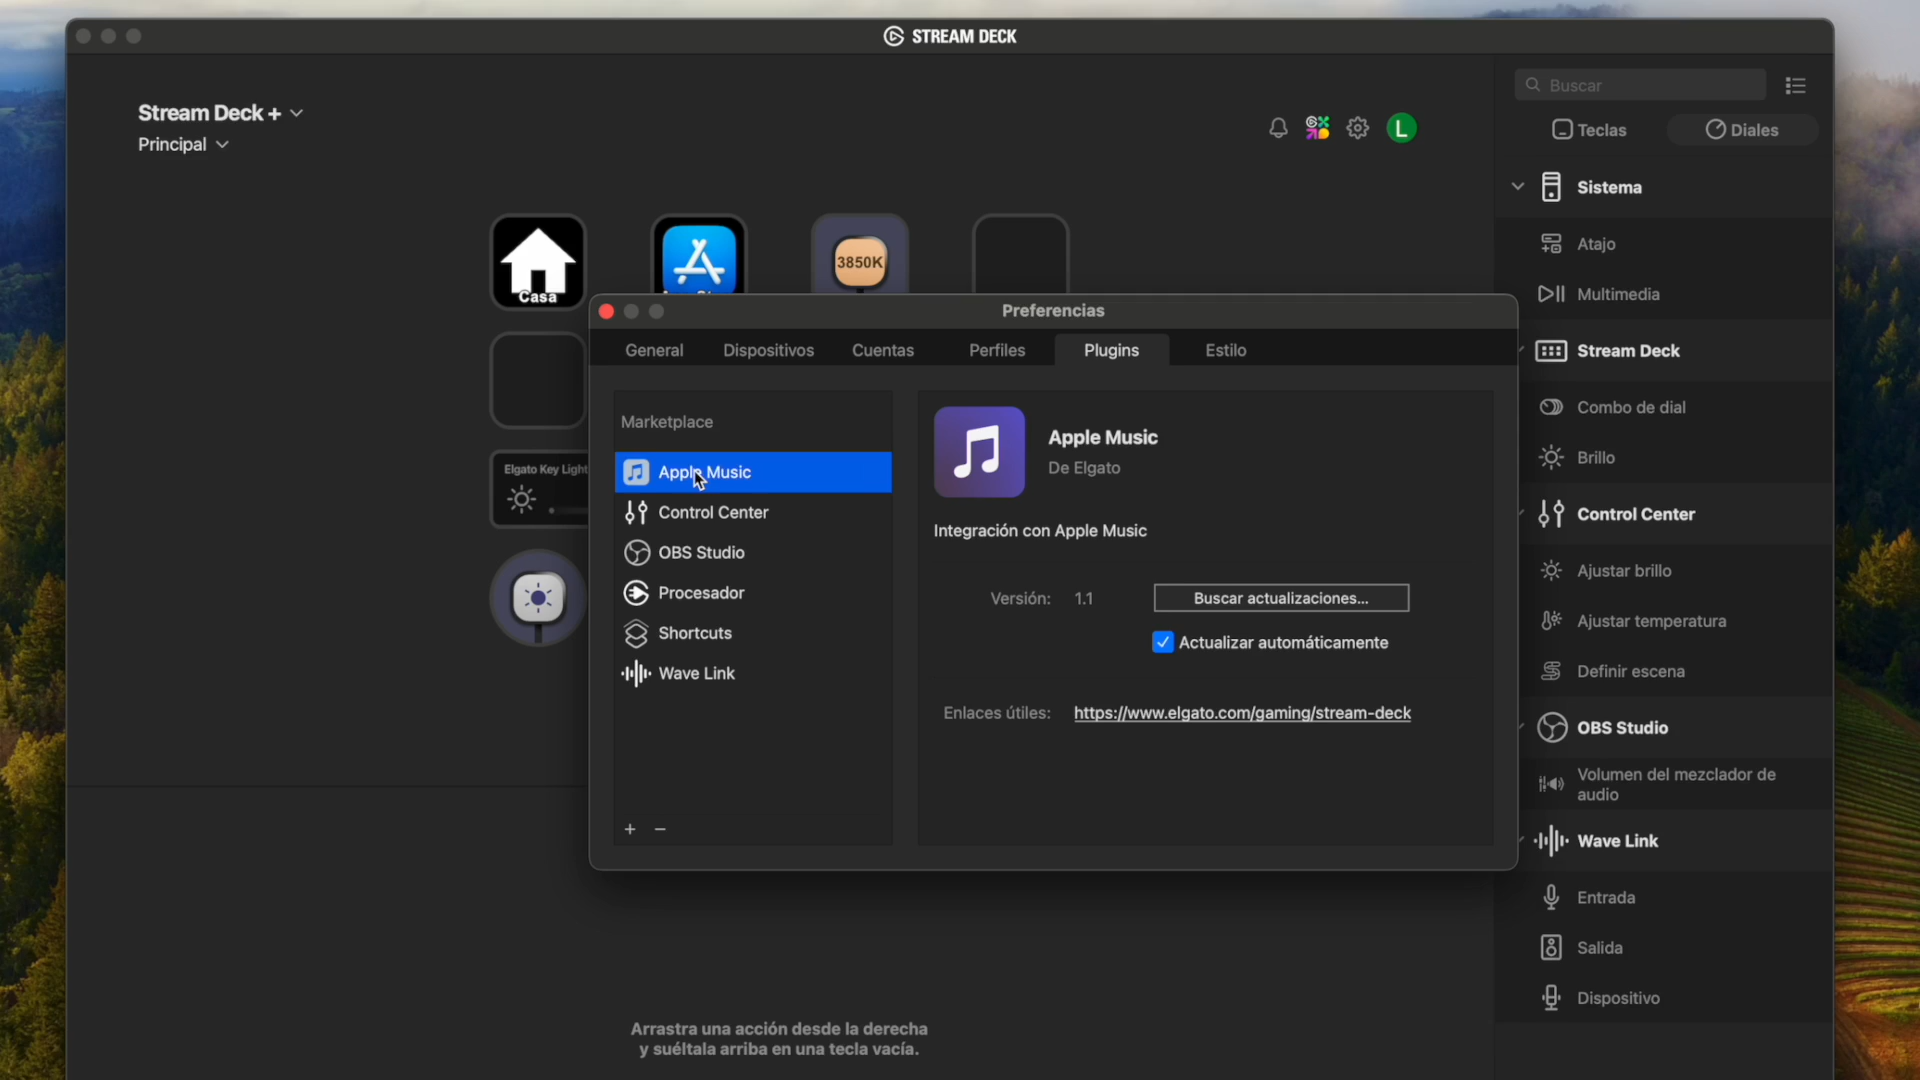 STREAM DECK
Stream Deck +
Principal
L
Buscar
Teclas
Diales
Casa
3850K
Elgato Key Light
Preferencias
General
Dispositivos
Cuentas
Perfiles
Plugins
Estilo
Marketplace
Apple Music
Control Center
OBS Studio
Procesador
Shortcuts
Wave Link
+ −
Apple Music
De Elgato
Integración con Apple Music
Versión: 1.1
Buscar actualizaciones...
Actualizar automáticamente
Enlaces útiles: https://www.elgato.com/gaming/stream-deck
Sistema
Atajo
Multimedia
Stream Deck
Combo de dial
Brillo
Control Center
Ajustar brillo
Ajustar temperatura
Definir escena
OBS Studio
Volumen del mezclador de
audio
Wave Link
Entrada
Salida
Dispositivo
Arrastra una acción desde la derecha
y suéltala arriba en una tecla vacía.